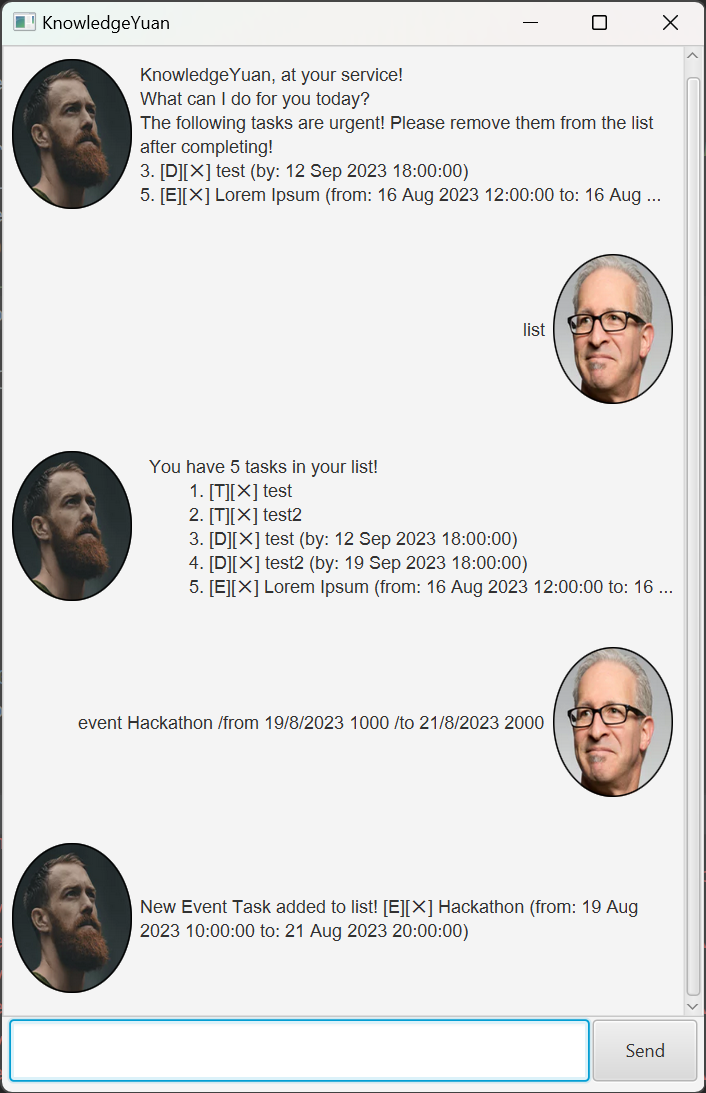 KnowledgeYuan
KnowledgeYuan, at your service!
What can I do for you today?
The following tasks are urgent! Please remove them from the list
after completing!
3. [D][✕] test (by: 12 Sep 2023 18:00:00)
5. [E][✕] Lorem Ipsum (from: 16 Aug 2023 12:00:00 to: 16 Aug ...
list
You have 5 tasks in your list!
1. [T][✕] test
2. [T][✕] test2
3. [D][✕] test (by: 12 Sep 2023 18:00:00)
4. [D][✕] test2 (by: 19 Sep 2023 18:00:00)
5. [E][✕] Lorem Ipsum (from: 16 Aug 2023 12:00:00 to: 16 ...
event Hackathon /from 19/8/2023 1000 /to 21/8/2023 2000
New Event Task added to list! [E][✕] Hackathon (from: 19 Aug
2023 10:00:00 to: 21 Aug 2023 20:00:00)
Send